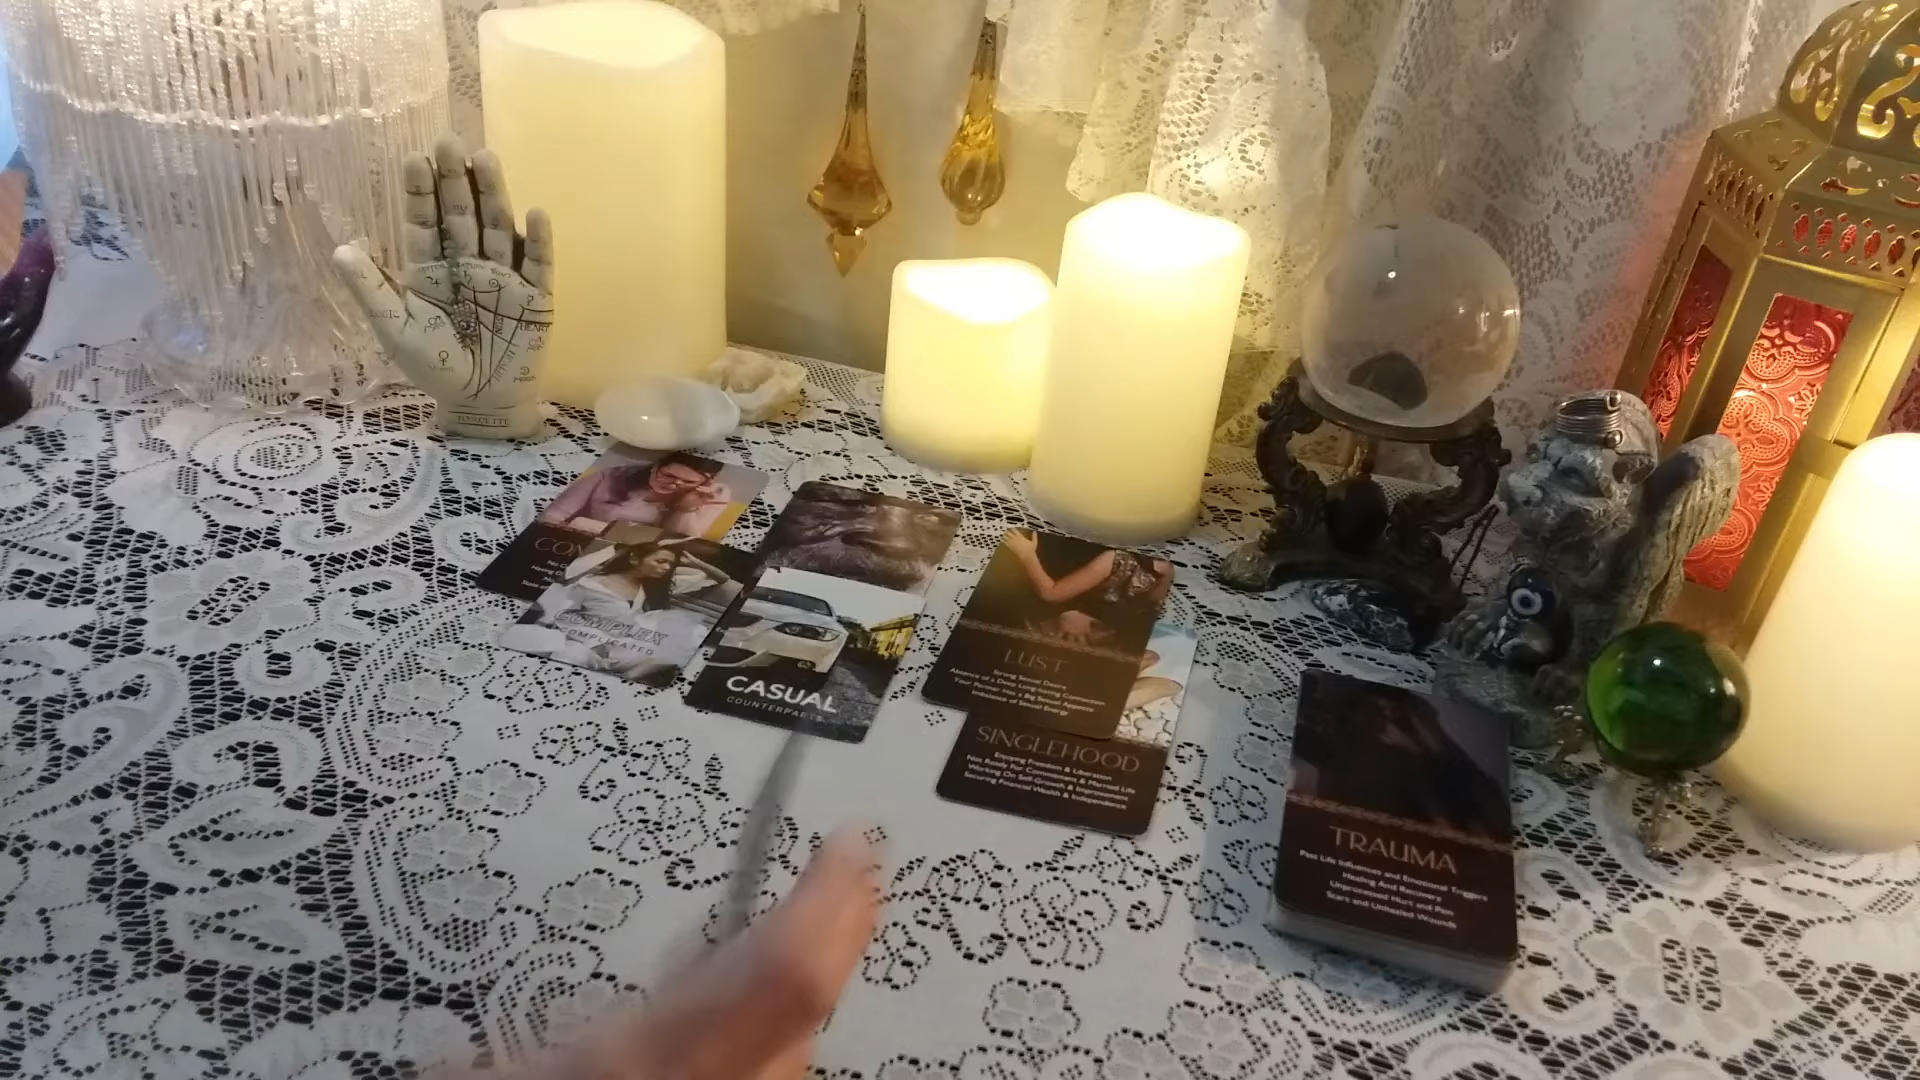 HEART
COMPLEX
COMPLICATED
CASUAL
COUNTERPARTS
LUST
Strong Sexual Desire
Absence of a Deep Long-lasting Connection
Your Partner Has a Big Sexual Appetite
Imbalance of Sexual Energy
SINGLEHOOD
Enjoying Freedom & Liberation
Not Ready For Commitment & Married Life
Working On Self-Growth & Improvement
Securing Financial Wealth & Independence
TRAUMA
Past Life Influences and Emotional Triggers
Healing And Recovery
Unprocessed Hurt and Pain
Scars and Unhealed Wounds